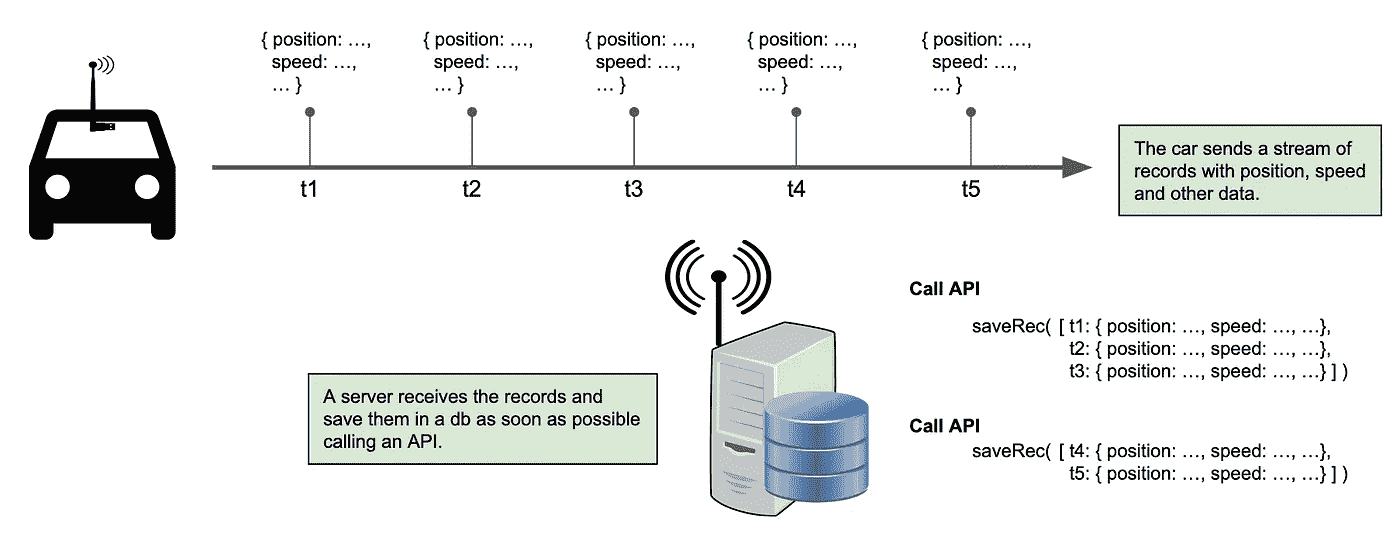 { position: …,
speed: …,
… }
{ position: …,
speed: …,
… }
{ position: …,
speed: …,
… }
{ position: …,
speed: …,
… }
{ position: …,
speed: …,
… }
t1
t2
t3
t4
t5
The car sends a stream of
records with position, speed
and other data.
A server receives the records and
save them in a db as soon as possible
calling an API.
Call API
saveRec( [ t1: { position: …, speed: …, …},
t2: { position: …, speed: …, …},
t3: { position: …, speed: …, …} ] )
Call API
saveRec( [ t4: { position: …, speed: …, …},
t5: { position: …, speed: …, …} ] )